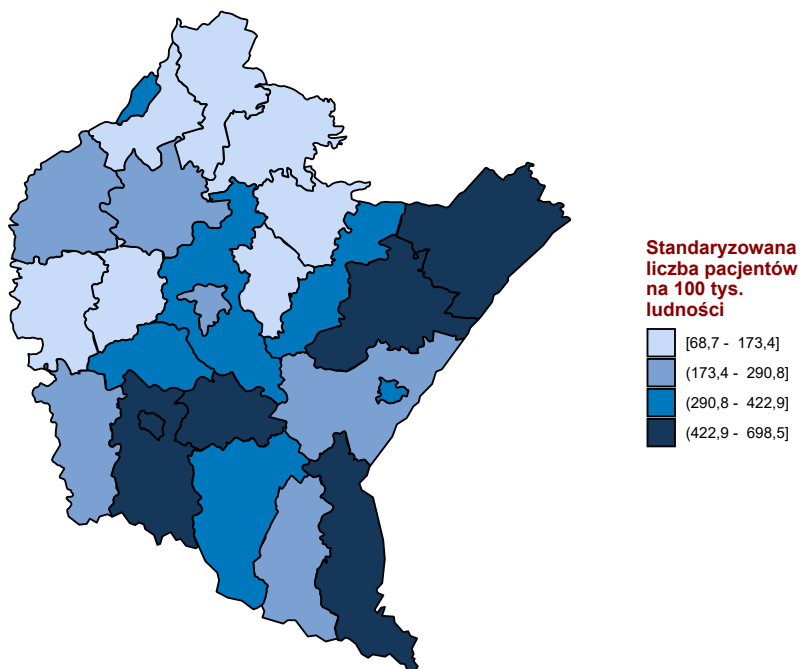 Standaryzowana
liczba pacjentów
na 100 tys.
ludności
[68,7 - 173,4]
(173,4 - 290,8]
(290,8 - 422,9]
(422,9 - 698,5]